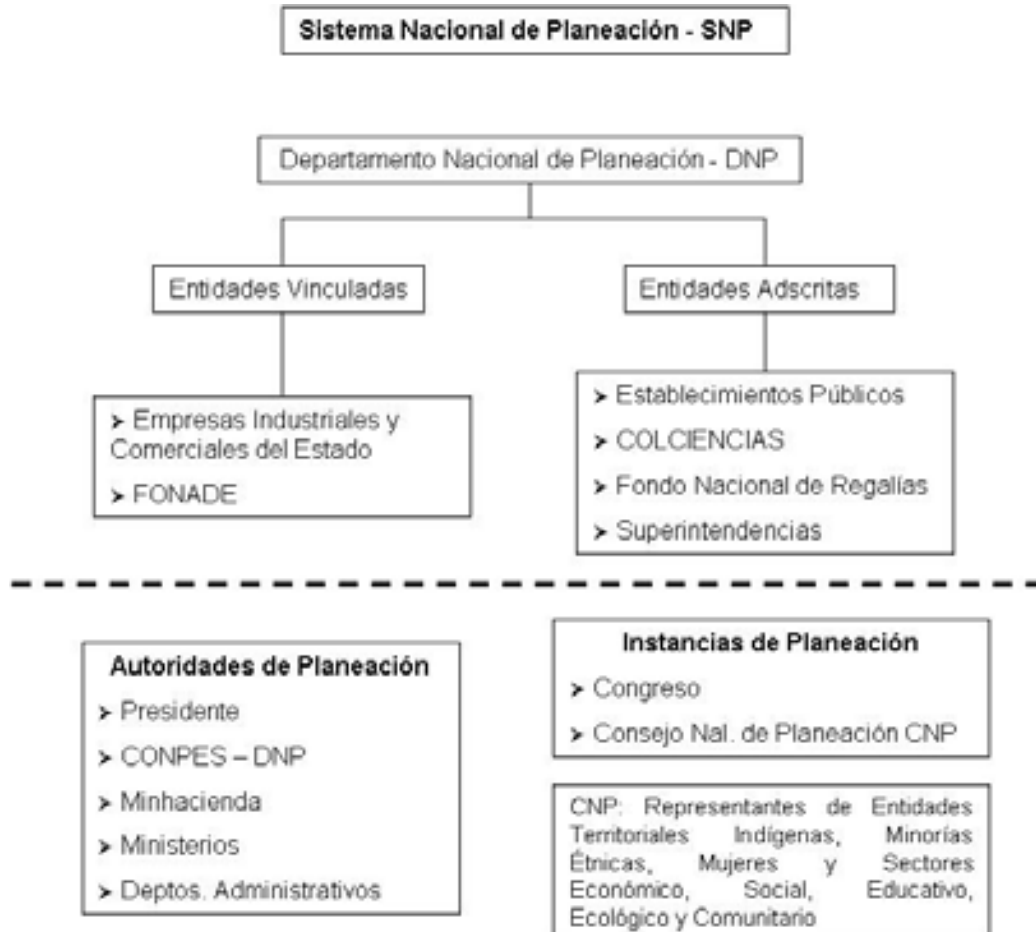 Sistema Nacional de Planeación - SNP
Departamento Nacional de Planeación - DNP
Entidades Vinculadas
Entidades Adscritas
➤ Empresas Industriales y
Comerciales del Estado
➤ FONADE
➤ Establecimientos Públicos
➤ COLCIENCIAS
➤ Fondo Nacional de Regalías
➤ Superintendencias
Autoridades de Planeación
➤ Presidente
➤ CONPES – DNP
➤ Minhacienda
➤ Ministerios
➤ Deptos. Administrativos
Instancias de Planeación
➤ Congreso
➤ Consejo Nal. de Planeación CNP
CNP: Representantes de Entidades
Territoriales Indígenas, Minorías
Étnicas, Mujeres y Sectores
Económico, Social, Educativo,
Ecológico y Comunitario